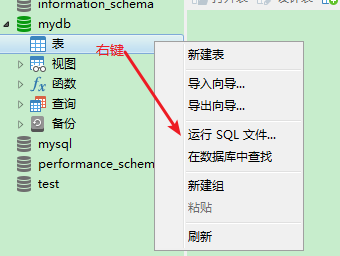 information_schema
mydb
表
视图
函数
查询
备份
mysql
performance_schem
test
右键
新建表
导入向导...
导出向导...
运行 SQL 文件...
在数据库中查找
新建组
粘贴
刷新